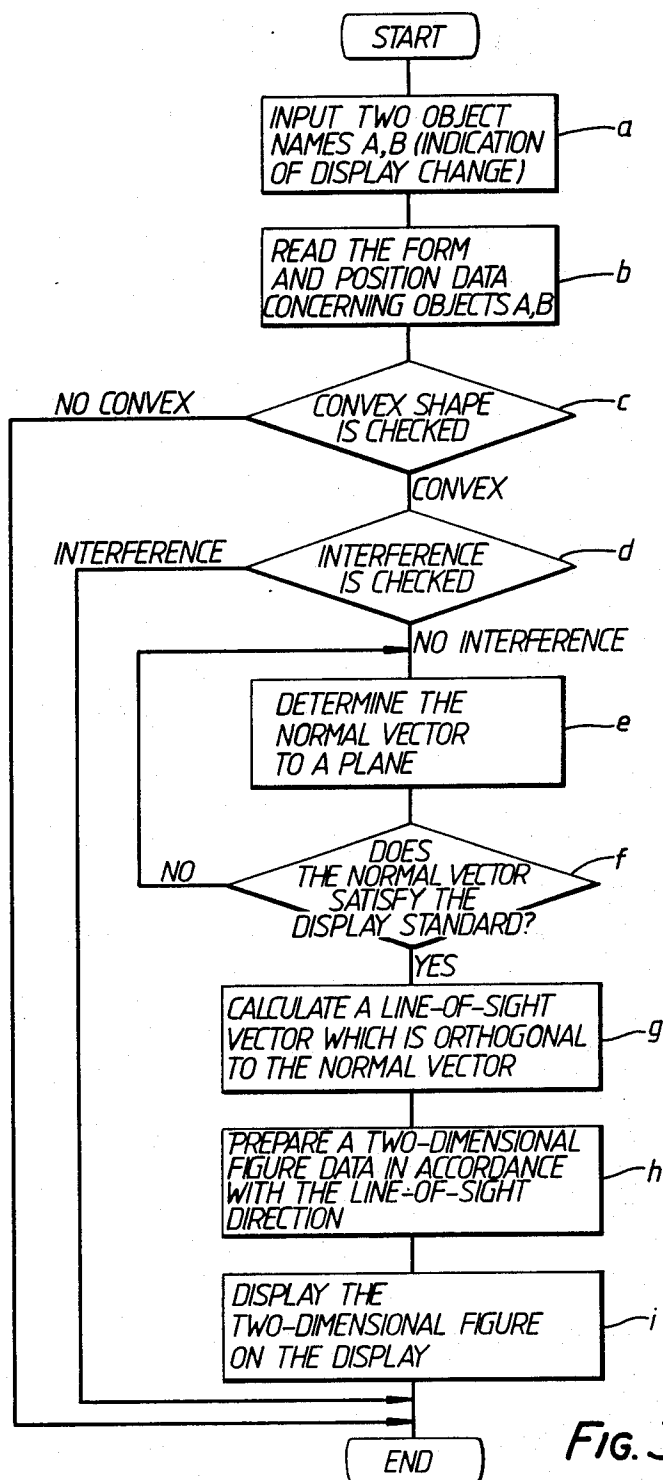 START
INPUT TWO OBJECT
NAMES A,B (INDICATION
OF DISPLAY CHANGE)
a
READ THE FORM
AND POSITION DATA
CONCERNING OBJECTS A,B
b
NO CONVEX
CONVEX SHAPE
IS CHECKED
c
CONVEX
INTERFERENCE
INTERFERENCE
IS CHECKED
d
NO INTERFERENCE
DETERMINE THE
NORMAL VECTOR
TO A PLANE
e
NO
DOES
THE NORMAL VECTOR
SATISFY THE
DISPLAY STANDARD?
f
YES
CALCULATE A LINE-OF-SIGHT
VECTOR WHICH IS ORTHOGONAL
TO THE NORMAL VECTOR
g
PREPARE A TWO-DIMENSIONAL
FIGURE DATA IN ACCORDANCE
WITH THE LINE-OF-SIGHT
DIRECTION
h
DISPLAY THE
TWO-DIMENSIONAL FIGURE
ON THE DISPLAY
i
END
FIG.